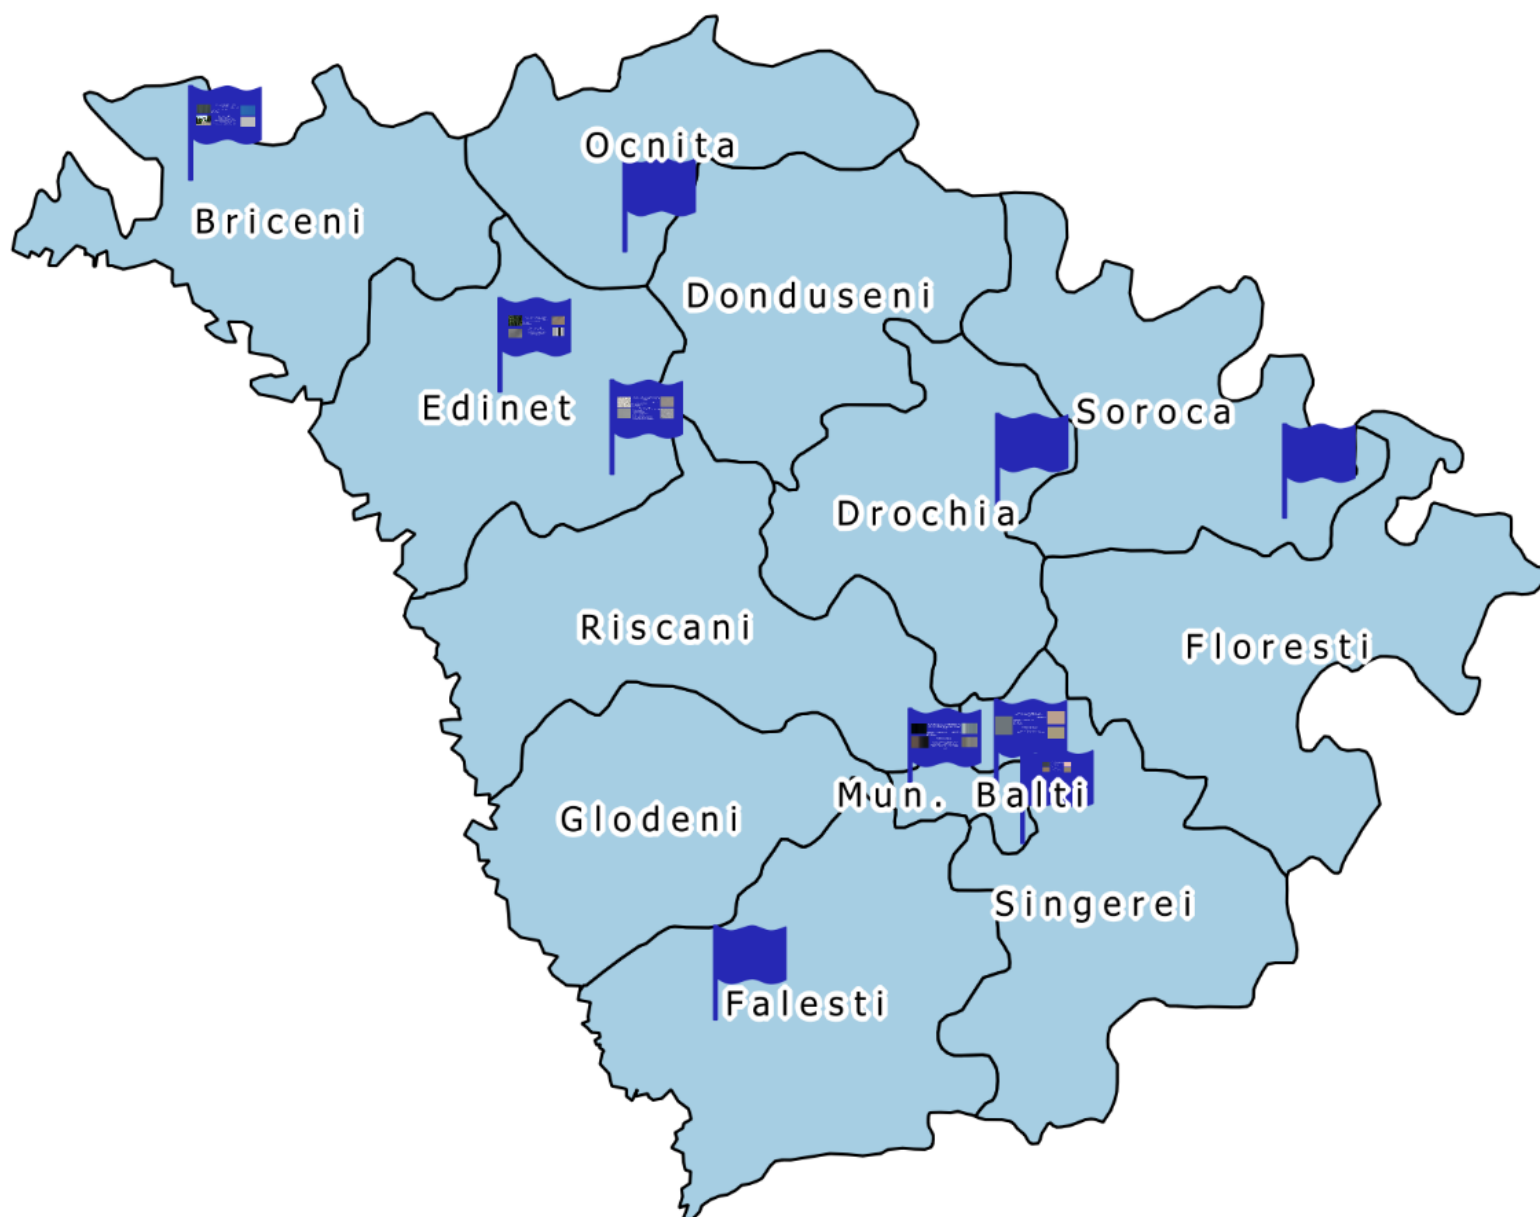 Ocnita
Briceni
Donduseni
Edinet
Soroca
Drochia
Riscani
Floresti
Mun. Balti
Glodeni
Singerei
Falesti